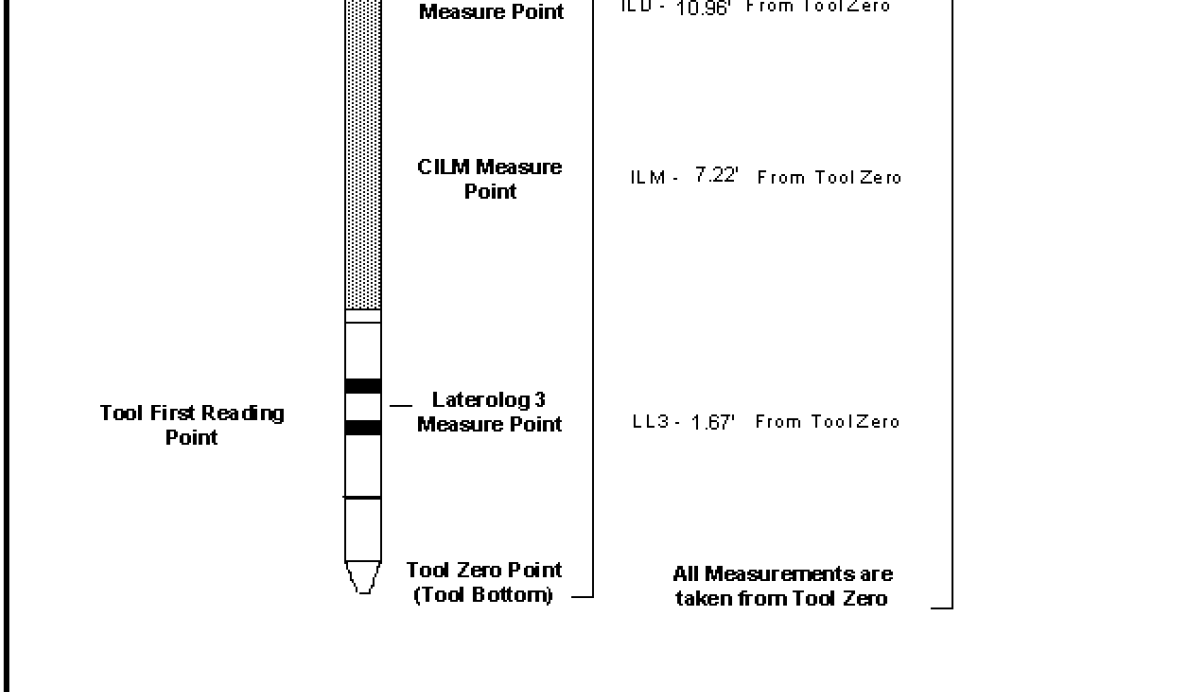 Measure Point
ILD - 10.96' From Tool Zero
CILM Measure
Point
ILM - 7.22' From Tool Zero
Tool First Reading
Point
Laterolog 3
Measure Point
LL3 - 1.67' From Tool Zero
Tool Zero Point
(Tool Bottom)
All Measurements are
taken from Tool Zero